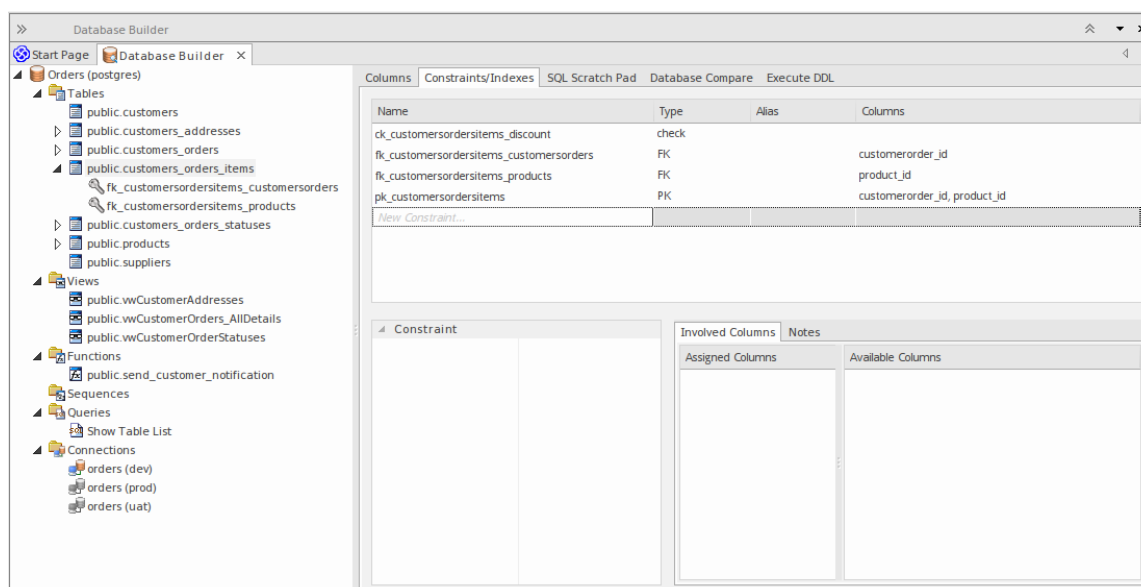 Database Builder
Start Page
Database Builder
Orders (postgres)
Tables
public.customers
public.customers_addresses
public.customers_orders
public.customers_orders_items
fk_customersordersitems_customersorders
fk_customersordersitems_products
public.customers_orders_statuses
public.products
public.suppliers
Views
public.vwCustomerAddresses
public.vwCustomerOrders_AllDetails
public.vwCustomerOrderStatuses
Functions
public.send_customer_notification
Sequences
Queries
Show Table List
Connections
orders (dev)
orders (prod)
orders (uat)
Columns Constraints/Indexes SQL Scratch Pad Database Compare Execute DDL
Name Type Alias Columns
ck_customersordersitems_discount check
fk_customersordersitems_customersorders FK customerorder_id
fk_customersordersitems_products FK product_id
pk_customersordersitems PK customerorder_id, product_id
New Constraint...
Constraint
Involved Columns Notes
Assigned Columns Available Columns